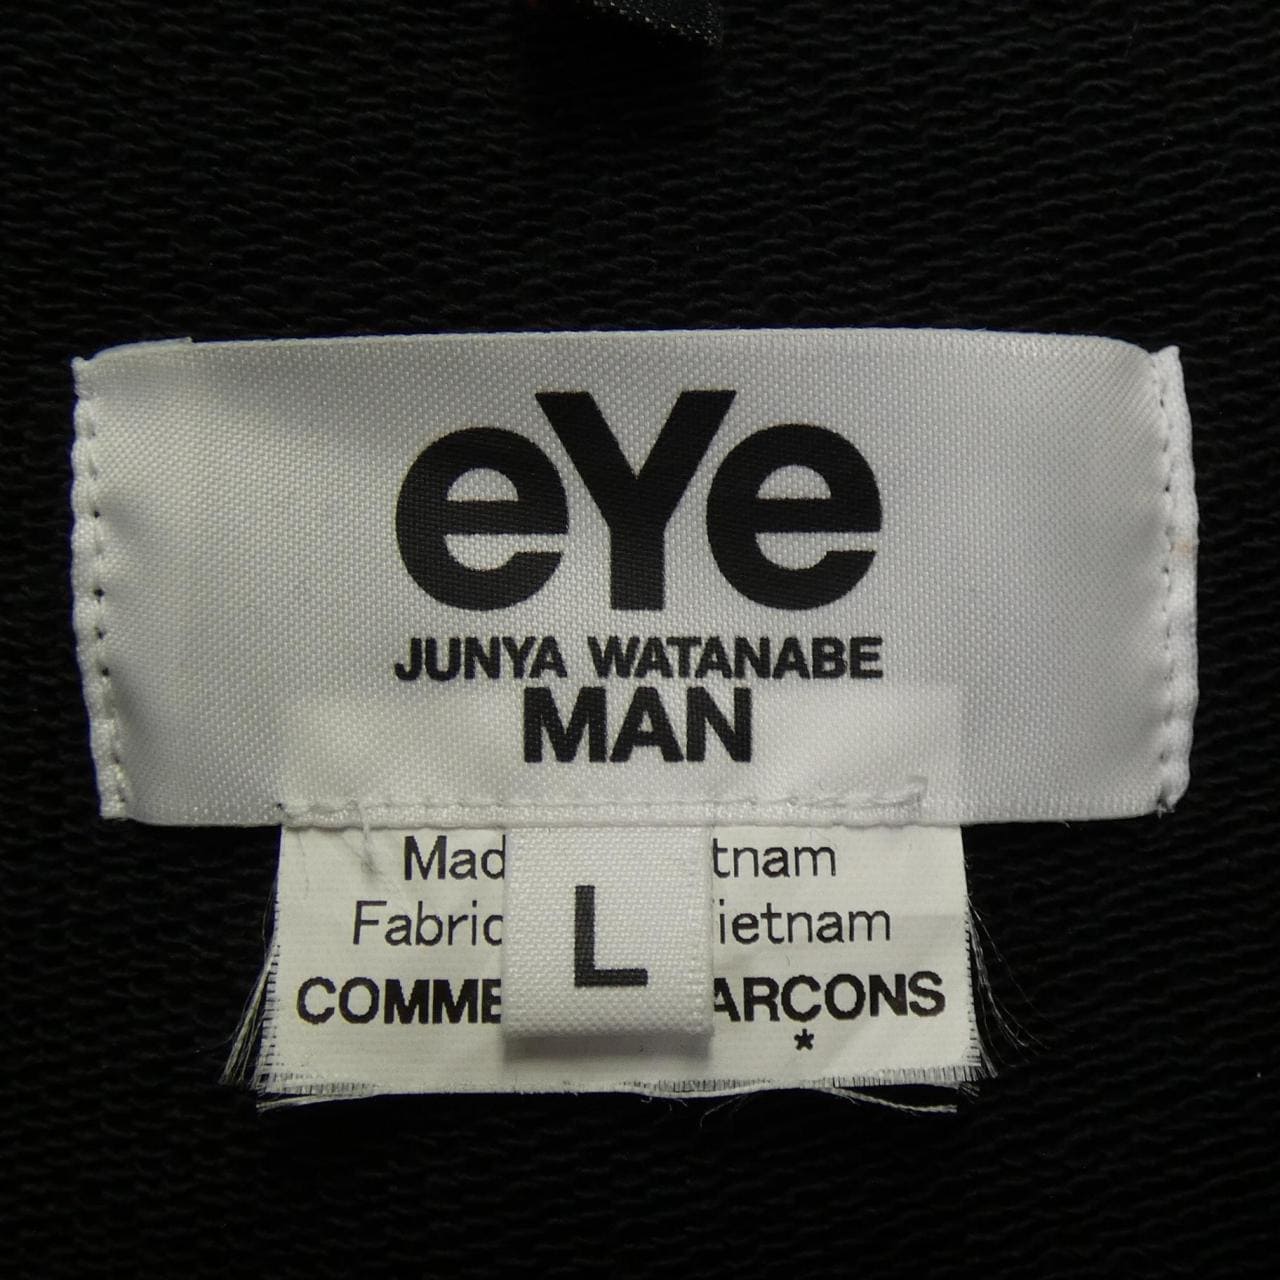 eYe
JUNYA WATANABE
MAN
Mad tnam
Fabric ietnam
L
COMME ARÇONS
*